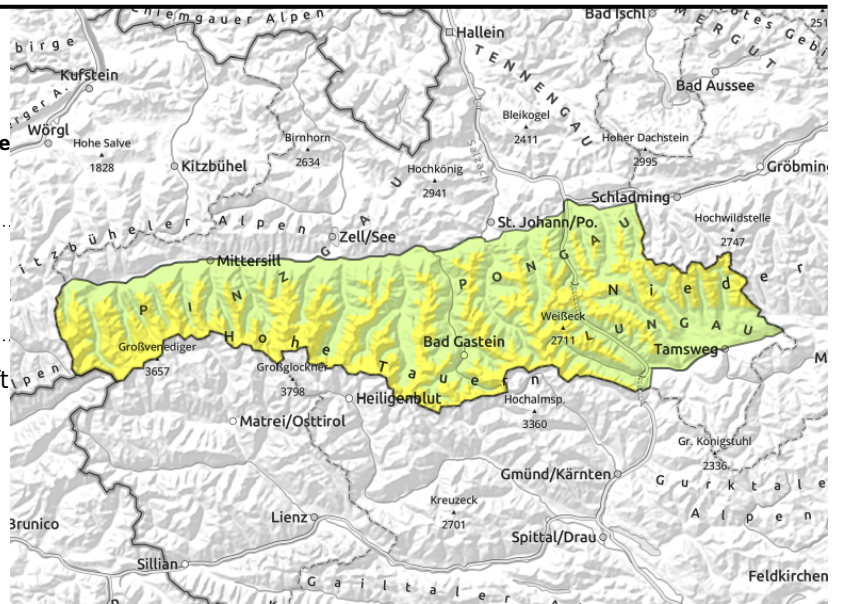 Chiemgauer Alpen
Bad Ischl
Hallein
birge
Kufstein
TENNENGAU
Bad Aussee
Wörgl
Hohe Salve
1828
Kitzbühel
Birnhorn
2634
Bleikogel
2411
Hoher Dachstein
2995
Gröbming
Hochkönig
2941
Salzach
Schladming
Zell/See
St. Johann/Po.
Hochwildstelle
2747
Mittersill
PINZGAU
PONGAU
Niedere
Großvenediger
3657
Hohe Tauern
Weißeck
2711
LUNGAU
Bad Gastein
Tamsweg
Großglockner
3798
Heiligenblut
Hochalmsp.
3360
Matrei/Osttirol
Gr. Königstuhl
2336
Gmünd/Kärnten
Gurktaler
Alpen
Kreuzeck
2701
Brunico
Lienz
Spittal/Drau
Sillian
Feldkirchen
Gailtaler